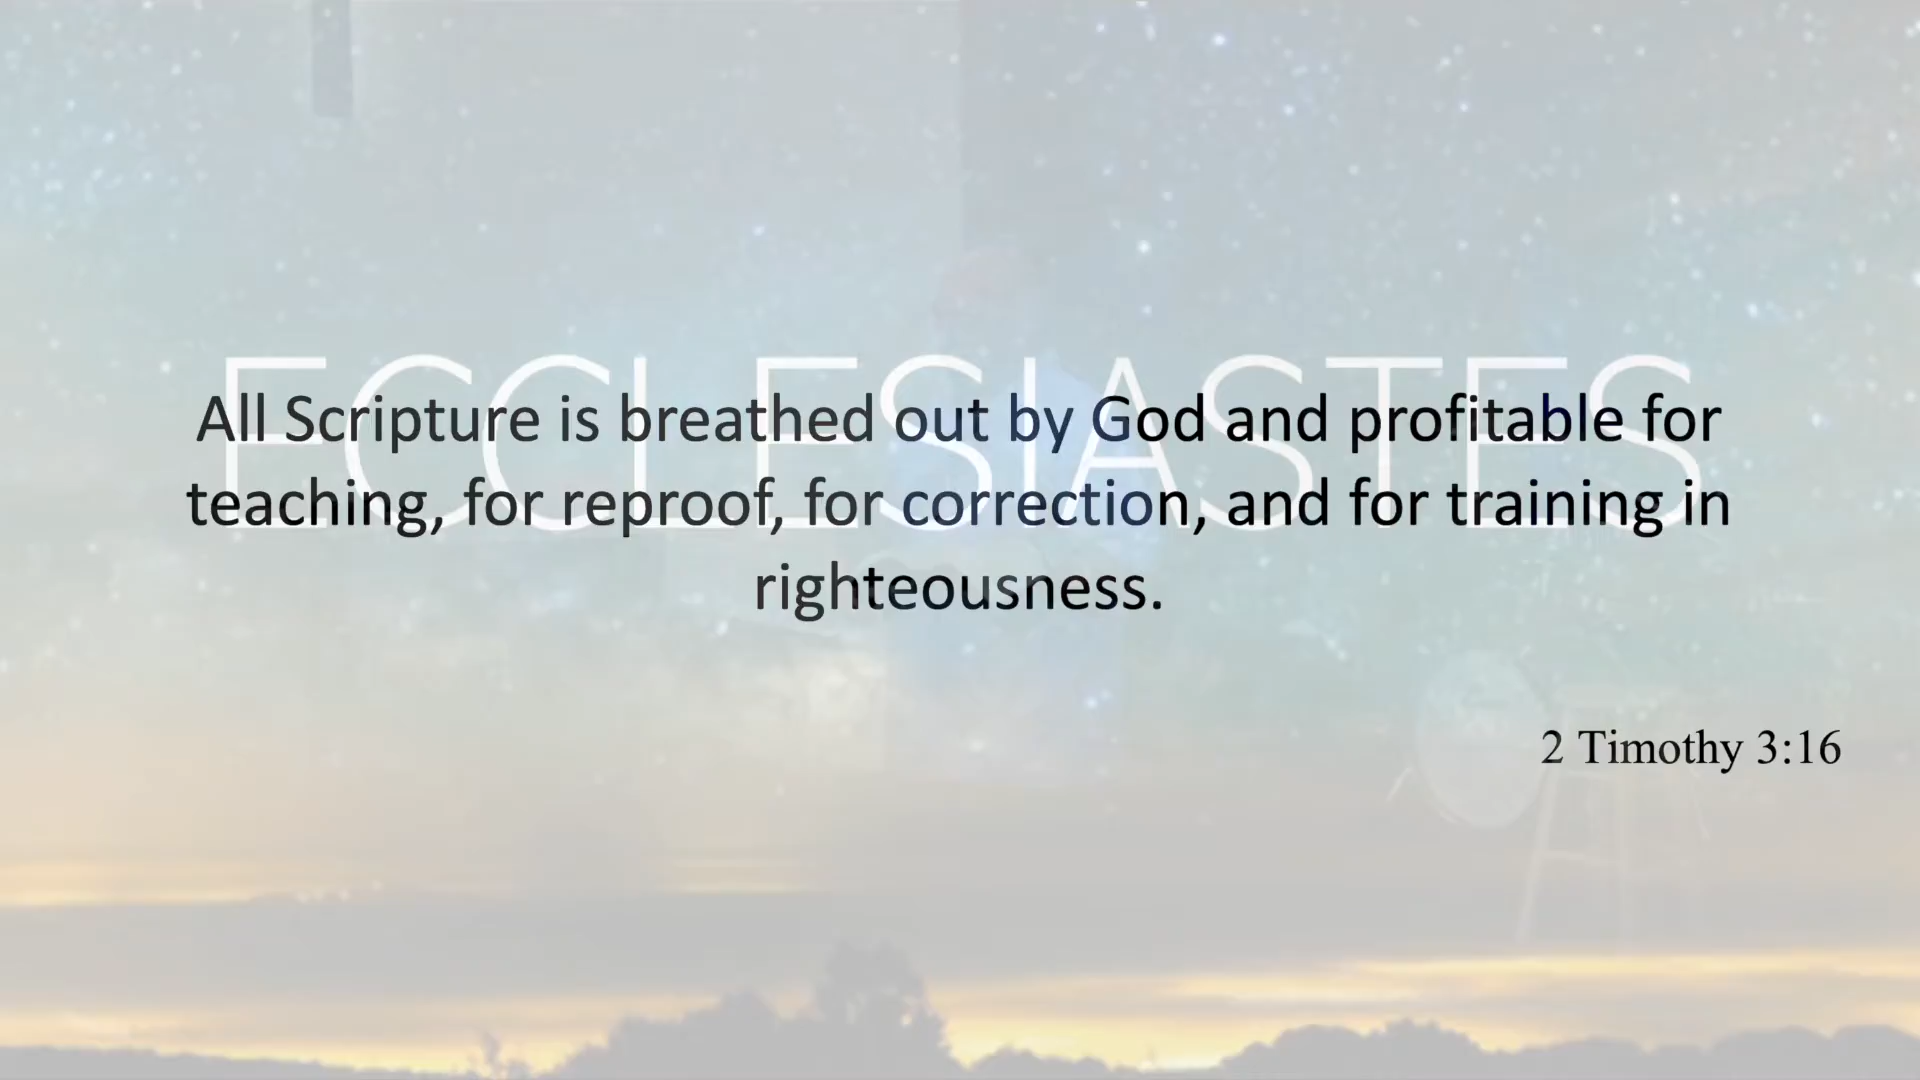 ECCLESIASTES
All Scripture is breathed out by God and profitable for
teaching, for reproof, for correction, and for training in
righteousness.
2 Timothy 3:16